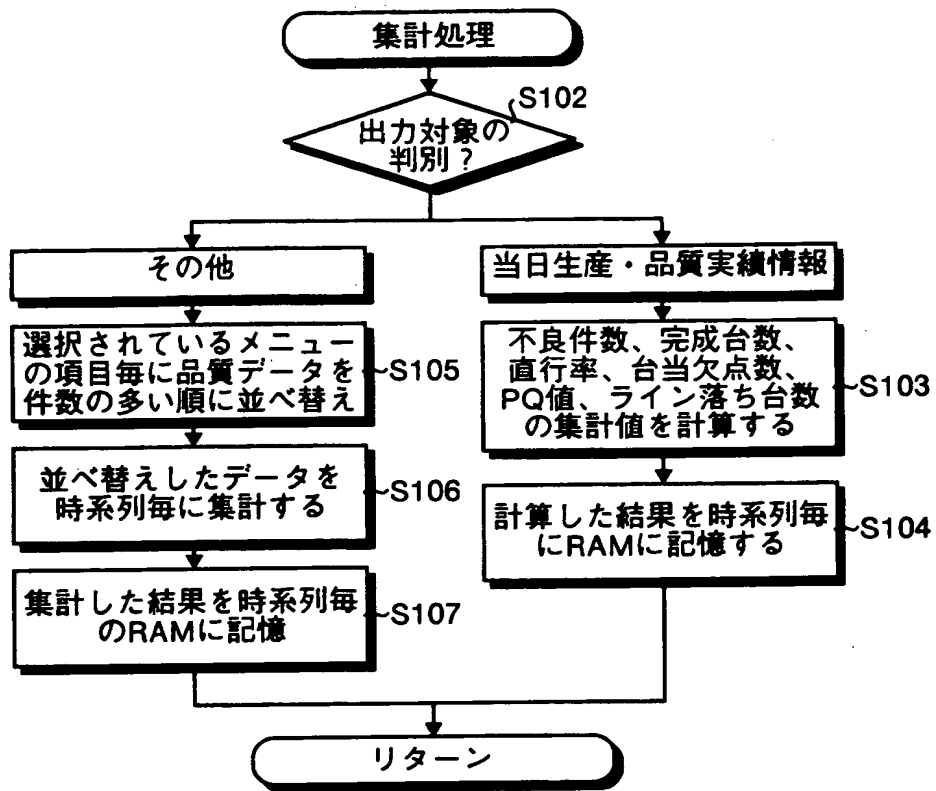 集計処理
S102
出力対象の
判別?
その他
選択されているメニュー
の項目毎に品質データを
件数の多い順に並べ替え
S105
並べ替えしたデータを
時系列毎に集計する
S106
集計した結果を時系列毎
のRAMに記憶
S107
当日生産・品質実績情報
不良件数、完成台数、
直行率、台当欠点数、
PQ値、ライン落ち台数
の集計値を計算する
S103
計算した結果を時系列毎
にRAMに記憶する
S104
リターン